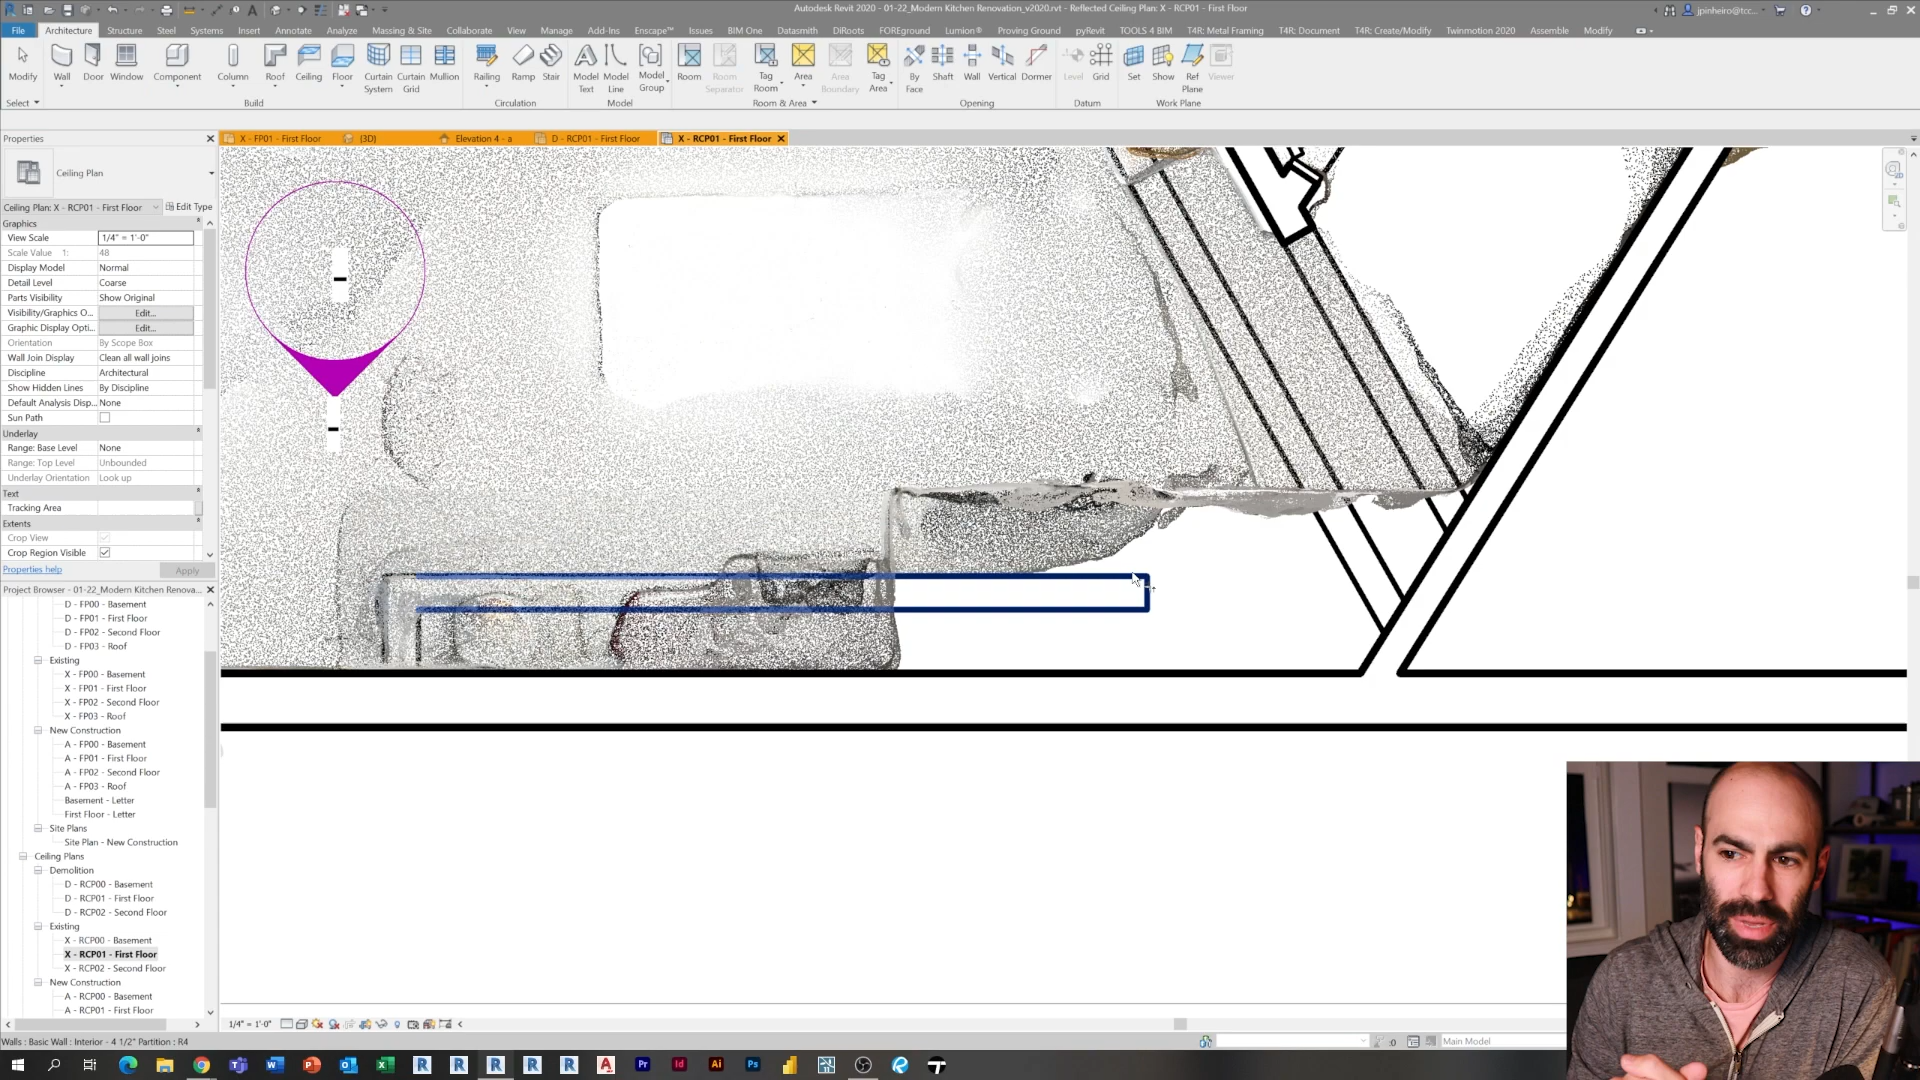 Autodesk Revit 2020 - 01-22_Modern Kitchen Renovation_v2020.rvt - Reflected Ceiling Plan: X - RCP01 - First Floor
jpinheiro@tcc...
File Architecture Structure Steel Systems Insert Annotate Analyze Massing & Site Collaborate View Manage Add-Ins Enscape™ Issues BIM One Datasmith DiRoots FOREground Lumion® Proving Ground pyRevit TOOLS 4 BIM T4R: Metal Framing T4R: Document T4R: Create/Modify Twinmotion 2020 Assemble Modify
Modify Wall Door Window Component Column Roof Ceiling Floor Curtain System Curtain Grid Mullion Railing Ramp Stair Model Text Model Line Model Group Room Room Separator Tag Room Area Area Boundary Tag Area By Face Shaft Wall Vertical Dormer Level Grid Set Show Ref Plane Viewer
Select Build Circulation Model Room & Area Opening Datum Work Plane
Properties
X - FP01 - First Floor {3D} Elevation 4 - a D - RCP01 - First Floor X - RCP01 - First Floor
Ceiling Plan
Ceiling Plan: X - RCP01 - First Floor Edit Type
Graphics
View Scale 1/4" = 1'-0"
Scale Value 1: 48
Display Model Normal
Detail Level Coarse
Parts Visibility Show Original
Visibility/Graphics O... Edit...
Graphic Display Opti... Edit...
Orientation By Scope Box
Wall Join Display Clean all wall joins
Discipline Architectural
Show Hidden Lines By Discipline
Default Analysis Disp... None
Sun Path
Underlay
Range: Base Level None
Range: Top Level Unbounded
Underlay Orientation Look up
Text
Tracking Area
Extents
Crop View
Crop Region Visible
Properties help Apply
Project Browser - 01-22_Modern Kitchen Renova...
D - FP00 - Basement
D - FP01 - First Floor
D - FP02 - Second Floor
D - FP03 - Roof
Existing
X - FP00 - Basement
X - FP01 - First Floor
X - FP02 - Second Floor
X - FP03 - Roof
New Construction
A - FP00 - Basement
A - FP01 - First Floor
A - FP02 - Second Floor
A - FP03 - Roof
Basement - Letter
First Floor - Letter
Site Plans
Site Plan - New Construction
Ceiling Plans
Demolition
D - RCP00 - Basement
D - RCP01 - First Floor
D - RCP02 - Second Floor
Existing
X - RCP00 - Basement
X - RCP01 - First Floor
X - RCP02 - Second Floor
New Construction
A - RCP00 - Basement
A - RCP01 - First Floor
1/4" = 1'-0"
Walls : Basic Wall : Interior - 4 1/2" Partition : R4 :0 Main Model